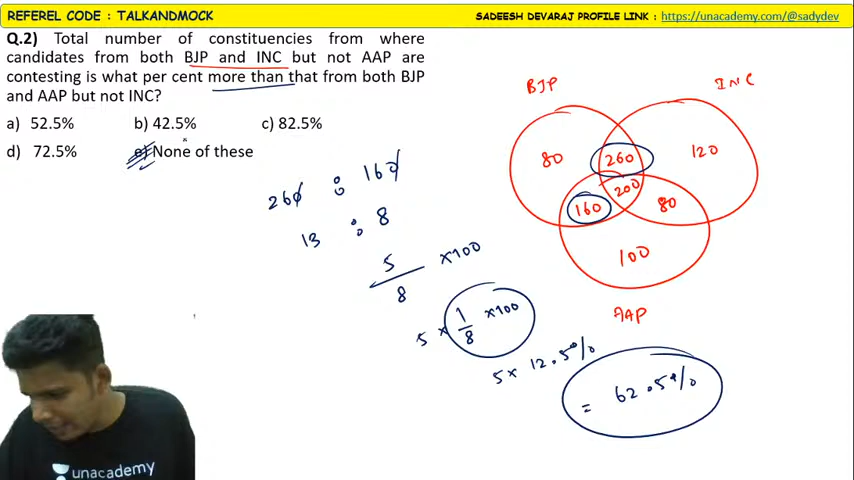 REFEREL CODE : TALKANDMOCK
SADEESH DEVARAJ PROFILE LINK : https://unacademy.com/@sadydev
Q.2) Total number of constituencies from where
candidates from both BJP and INC but not AAP are
contesting is what per cent more than that from both BJP
and AAP but not INC?
a) 52.5% b) 42.5% c) 82.5%
d) 72.5% e) None of these
BJP
INC
80
260
120
200
160
80
100
AAP
260 : 160
13 : 8
5/8 ×100
5 × 1/8 ×100
5 × 12.5%
= 62.5%
unacademy